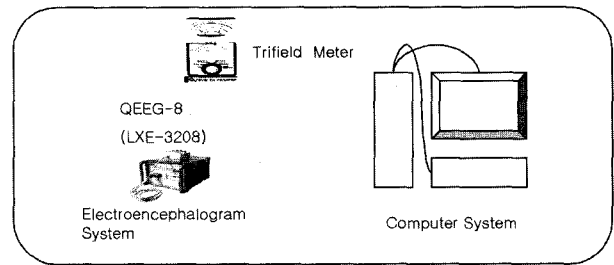 Trifield Meter
QEEG-8
(LXE-3208)
Electroencephalogram
System
Computer System